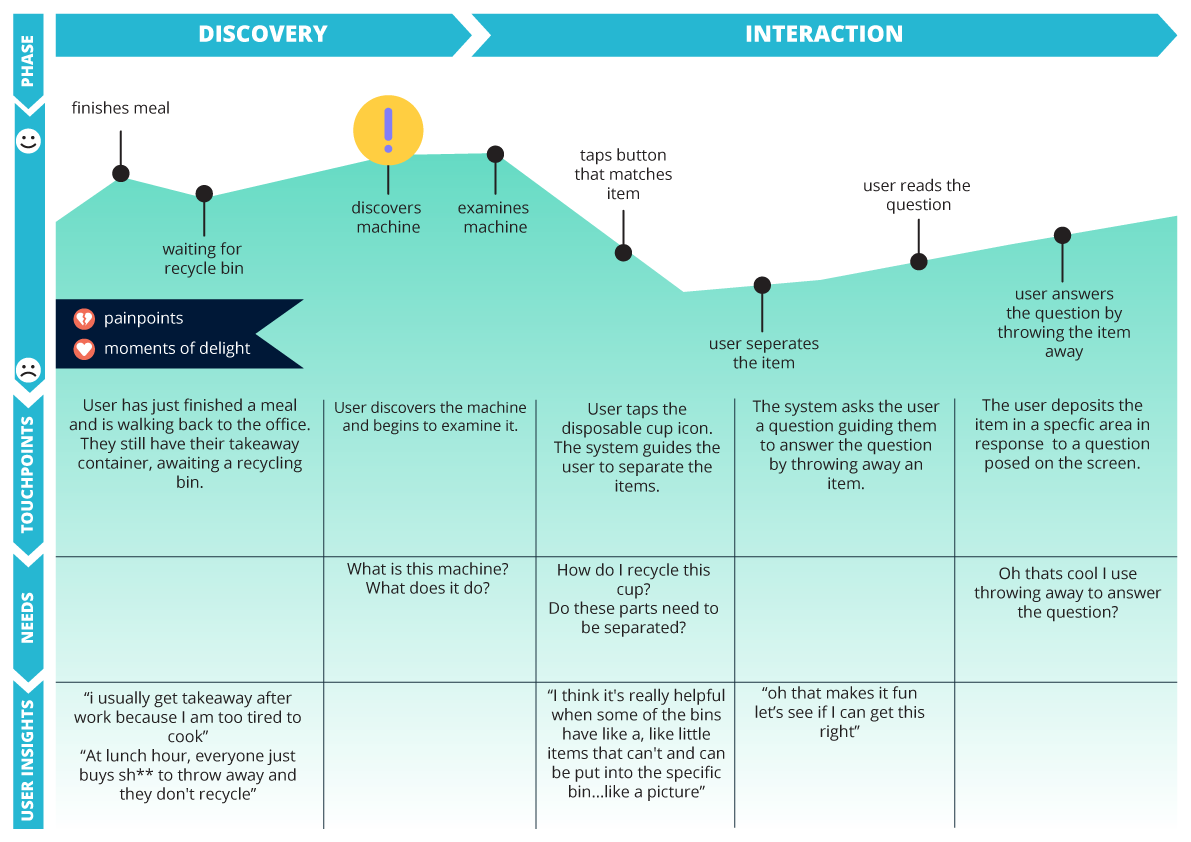 PHASE
DISCOVERY
INTERACTION
finishes meal
waiting for
recycle bin
!
discovers
machine
examines
machine
taps button
that matches
item
user seperates
the item
user reads the
question
user answers
the question by
throwing the item
away
painpoints
moments of delight
TOUCHPOINTS
User has just finished a meal
and is walking back to the office.
They still have their takeaway
container, awaiting a recycling
bin.
User discovers the machine
and begins to examine it.
User taps the
disposable cup icon.
The system guides the
user to separate the
items.
The system asks the user
a question guiding them
to answer the question
by throwing away an
item.
The user deposits the
item in a specfic area in
response to a question
posed on the screen.
NEEDS
What is this machine?
What does it do?
How do I recycle this
cup?
Do these parts need to
be separated?
Oh thats cool I use
throwing away to answer
the question?
USER INSIGHTS
“i usually get takeaway after
work because I am too tired to
cook”
“At lunch hour, everyone just
buys sh** to throw away and
they don't recycle”
“I think it's really helpful
when some of the bins
have like a, like little
items that can't and can
be put into the specific
bin...like a picture”
“oh that makes it fun
let’s see if I can get this
right”